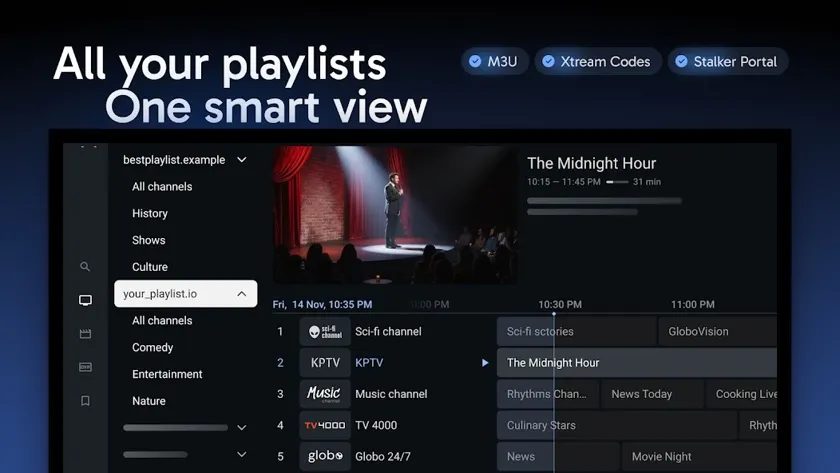 All your playlists
One smart view
M3U
Xtream Codes
Stalker Portal
bestplaylist.example
All channels
History
Shows
Culture
your_playlist.io
All channels
Comedy
Entertainment
Nature
The Midnight Hour
10:15 — 11:45 PM 31 min
Fri, 14 Nov, 10:35 PM
10:30 PM
11:00 PM
1 sci-fi channel Sci-fi channel Sci-fi sctories GloboVision
2 KPTV KPTV The Midnight Hour
3 Music channel Music channel Rhythms Chan... News Today Cooking Live
4 TV4000 TV 4000 Culinary Stars Rhyth
5 globo Globo 24/7 News Movie Night